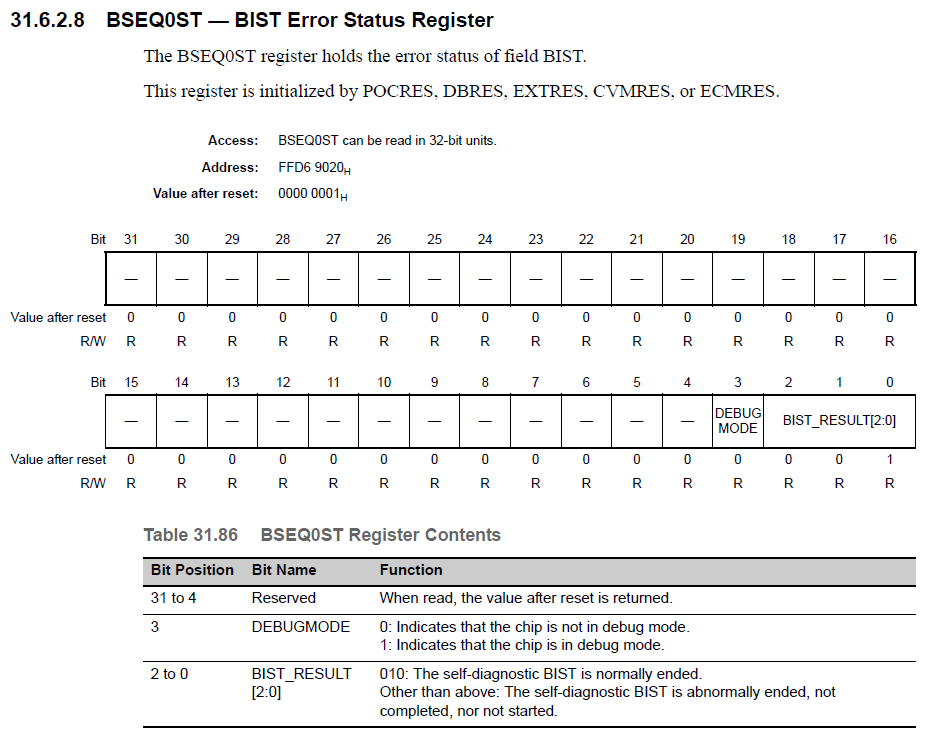 31.6.2.8 BSEQ0ST — BIST Error Status Register
The BSEQ0ST register holds the error status of field BIST.
This register is initialized by POCRES, DBRES, EXTRES, CVMRES, or ECMRES.
Access: BSEQ0ST can be read in 32-bit units.
Address: FFD6 9020H
Value after reset: 0000 0001H
Bit 31 30 29 28 27 26 25 24 23 22 21 20 19 18 17 16
— — — — — — — — — — — — — — — —
Value after reset 0 0 0 0 0 0 0 0 0 0 0 0 0 0 0 0
R/W R R R R R R R R R R R R R R R R
Bit 15 14 13 12 11 10 9 8 7 6 5 4 3 2 1 0
— — — — — — — — — — — — DEBUG BIST_RESULT[2:0]
MODE
Value after reset 0 0 0 0 0 0 0 0 0 0 0 0 0 0 0 1
R/W R R R R R R R R R R R R R R R R
Table 31.86 BSEQ0ST Register Contents
Bit Position Bit Name Function
31 to 4 Reserved When read, the value after reset is returned.
3 DEBUGMODE 0: Indicates that the chip is not in debug mode.
1: Indicates that the chip is in debug mode.
2 to 0 BIST_RESULT 010: The self-diagnostic BIST is normally ended.
[2:0] Other than above: The self-diagnostic BIST is abnormally ended, not
completed, nor not started.